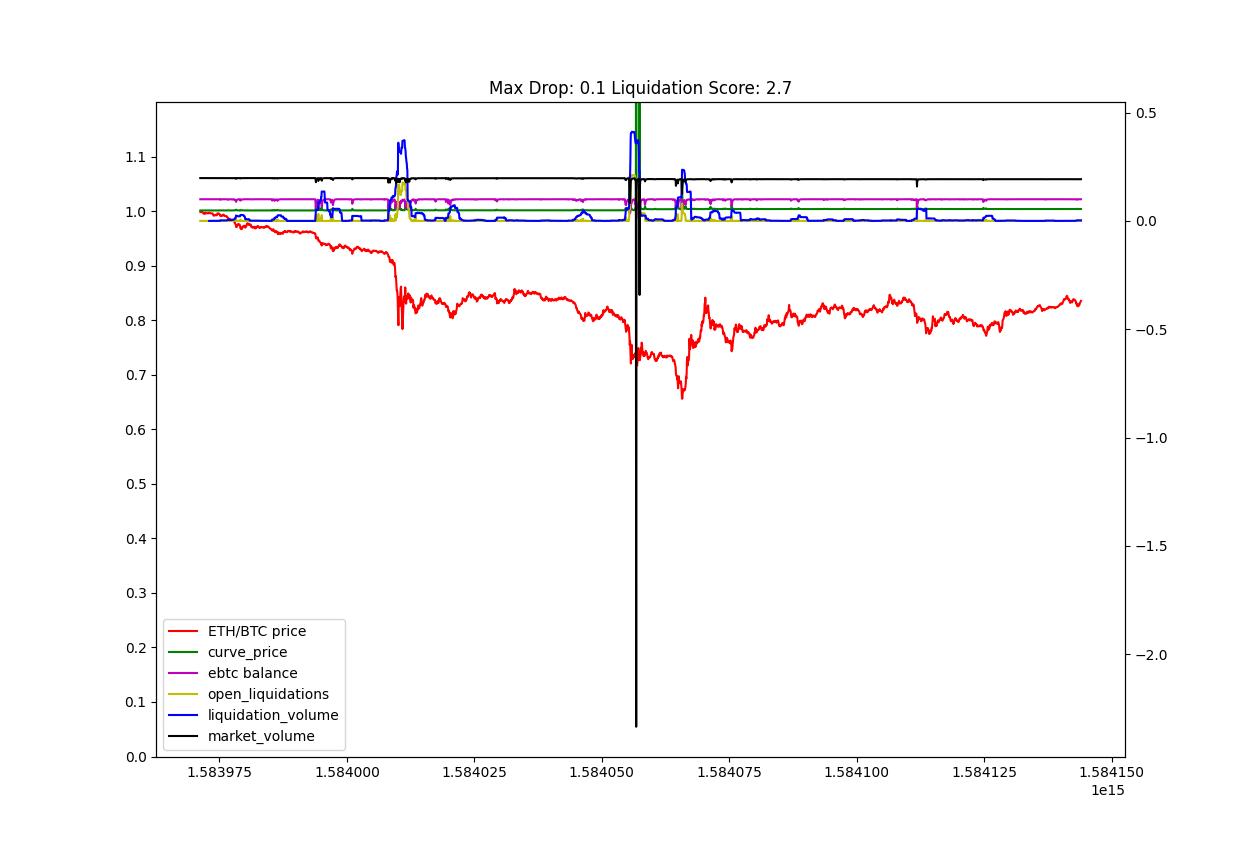 Max Drop: 0.1 Liquidation Score: 2.7
1.1
1.0
0.9
0.8
0.7
0.6
0.5
0.4
0.3
0.2
0.1
0.0
0.5
0.0
−0.5
−1.0
−1.5
−2.0
ETH/BTC price
curve_price
ebtc balance
open_liquidations
liquidation_volume
market_volume
1.583975 1.584000 1.584025 1.584050 1.584075 1.584100 1.584125 1.584150
1e15